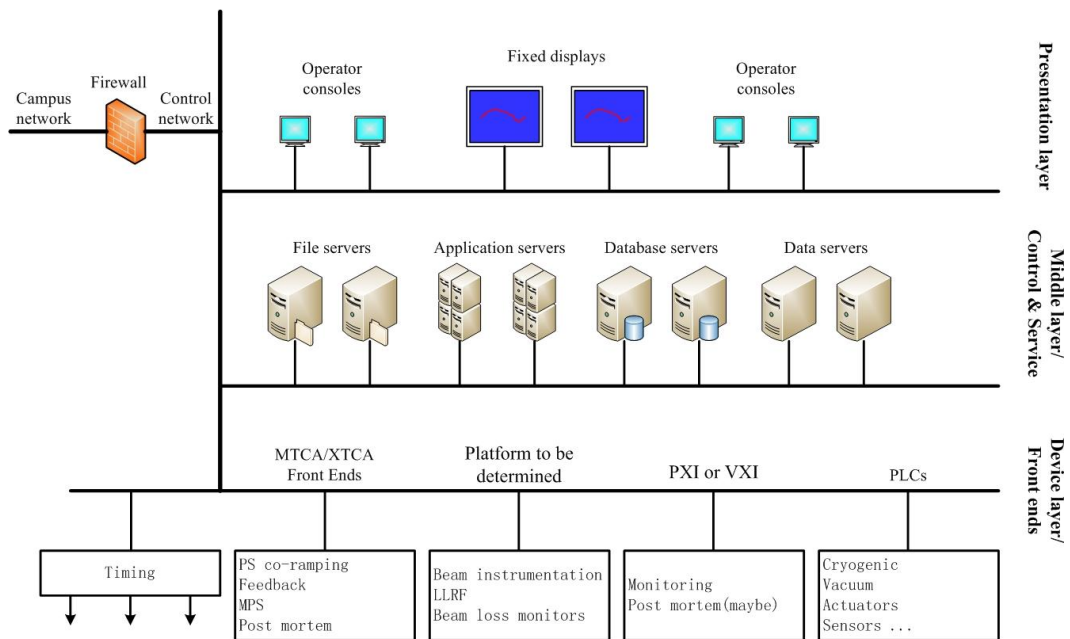 Campus
network
Firewall
Control
network
Operator
consoles
Fixed displays
Operator
consoles
Presentation layer
File servers
Application servers
Database servers
Data servers
Middle layer/
Control & Service
MTCA/XTCA
Front Ends
Platform to be
determined
PXI or VXI
PLCs
Device layer/
Front ends
Timing
PS co-ramping
Feedback
MPS
Post mortem
Beam instrumentation
LLRF
Beam loss monitors
Monitoring
Post mortem(maybe)
Cryogenic
Vacuum
Actuators
Sensors ...